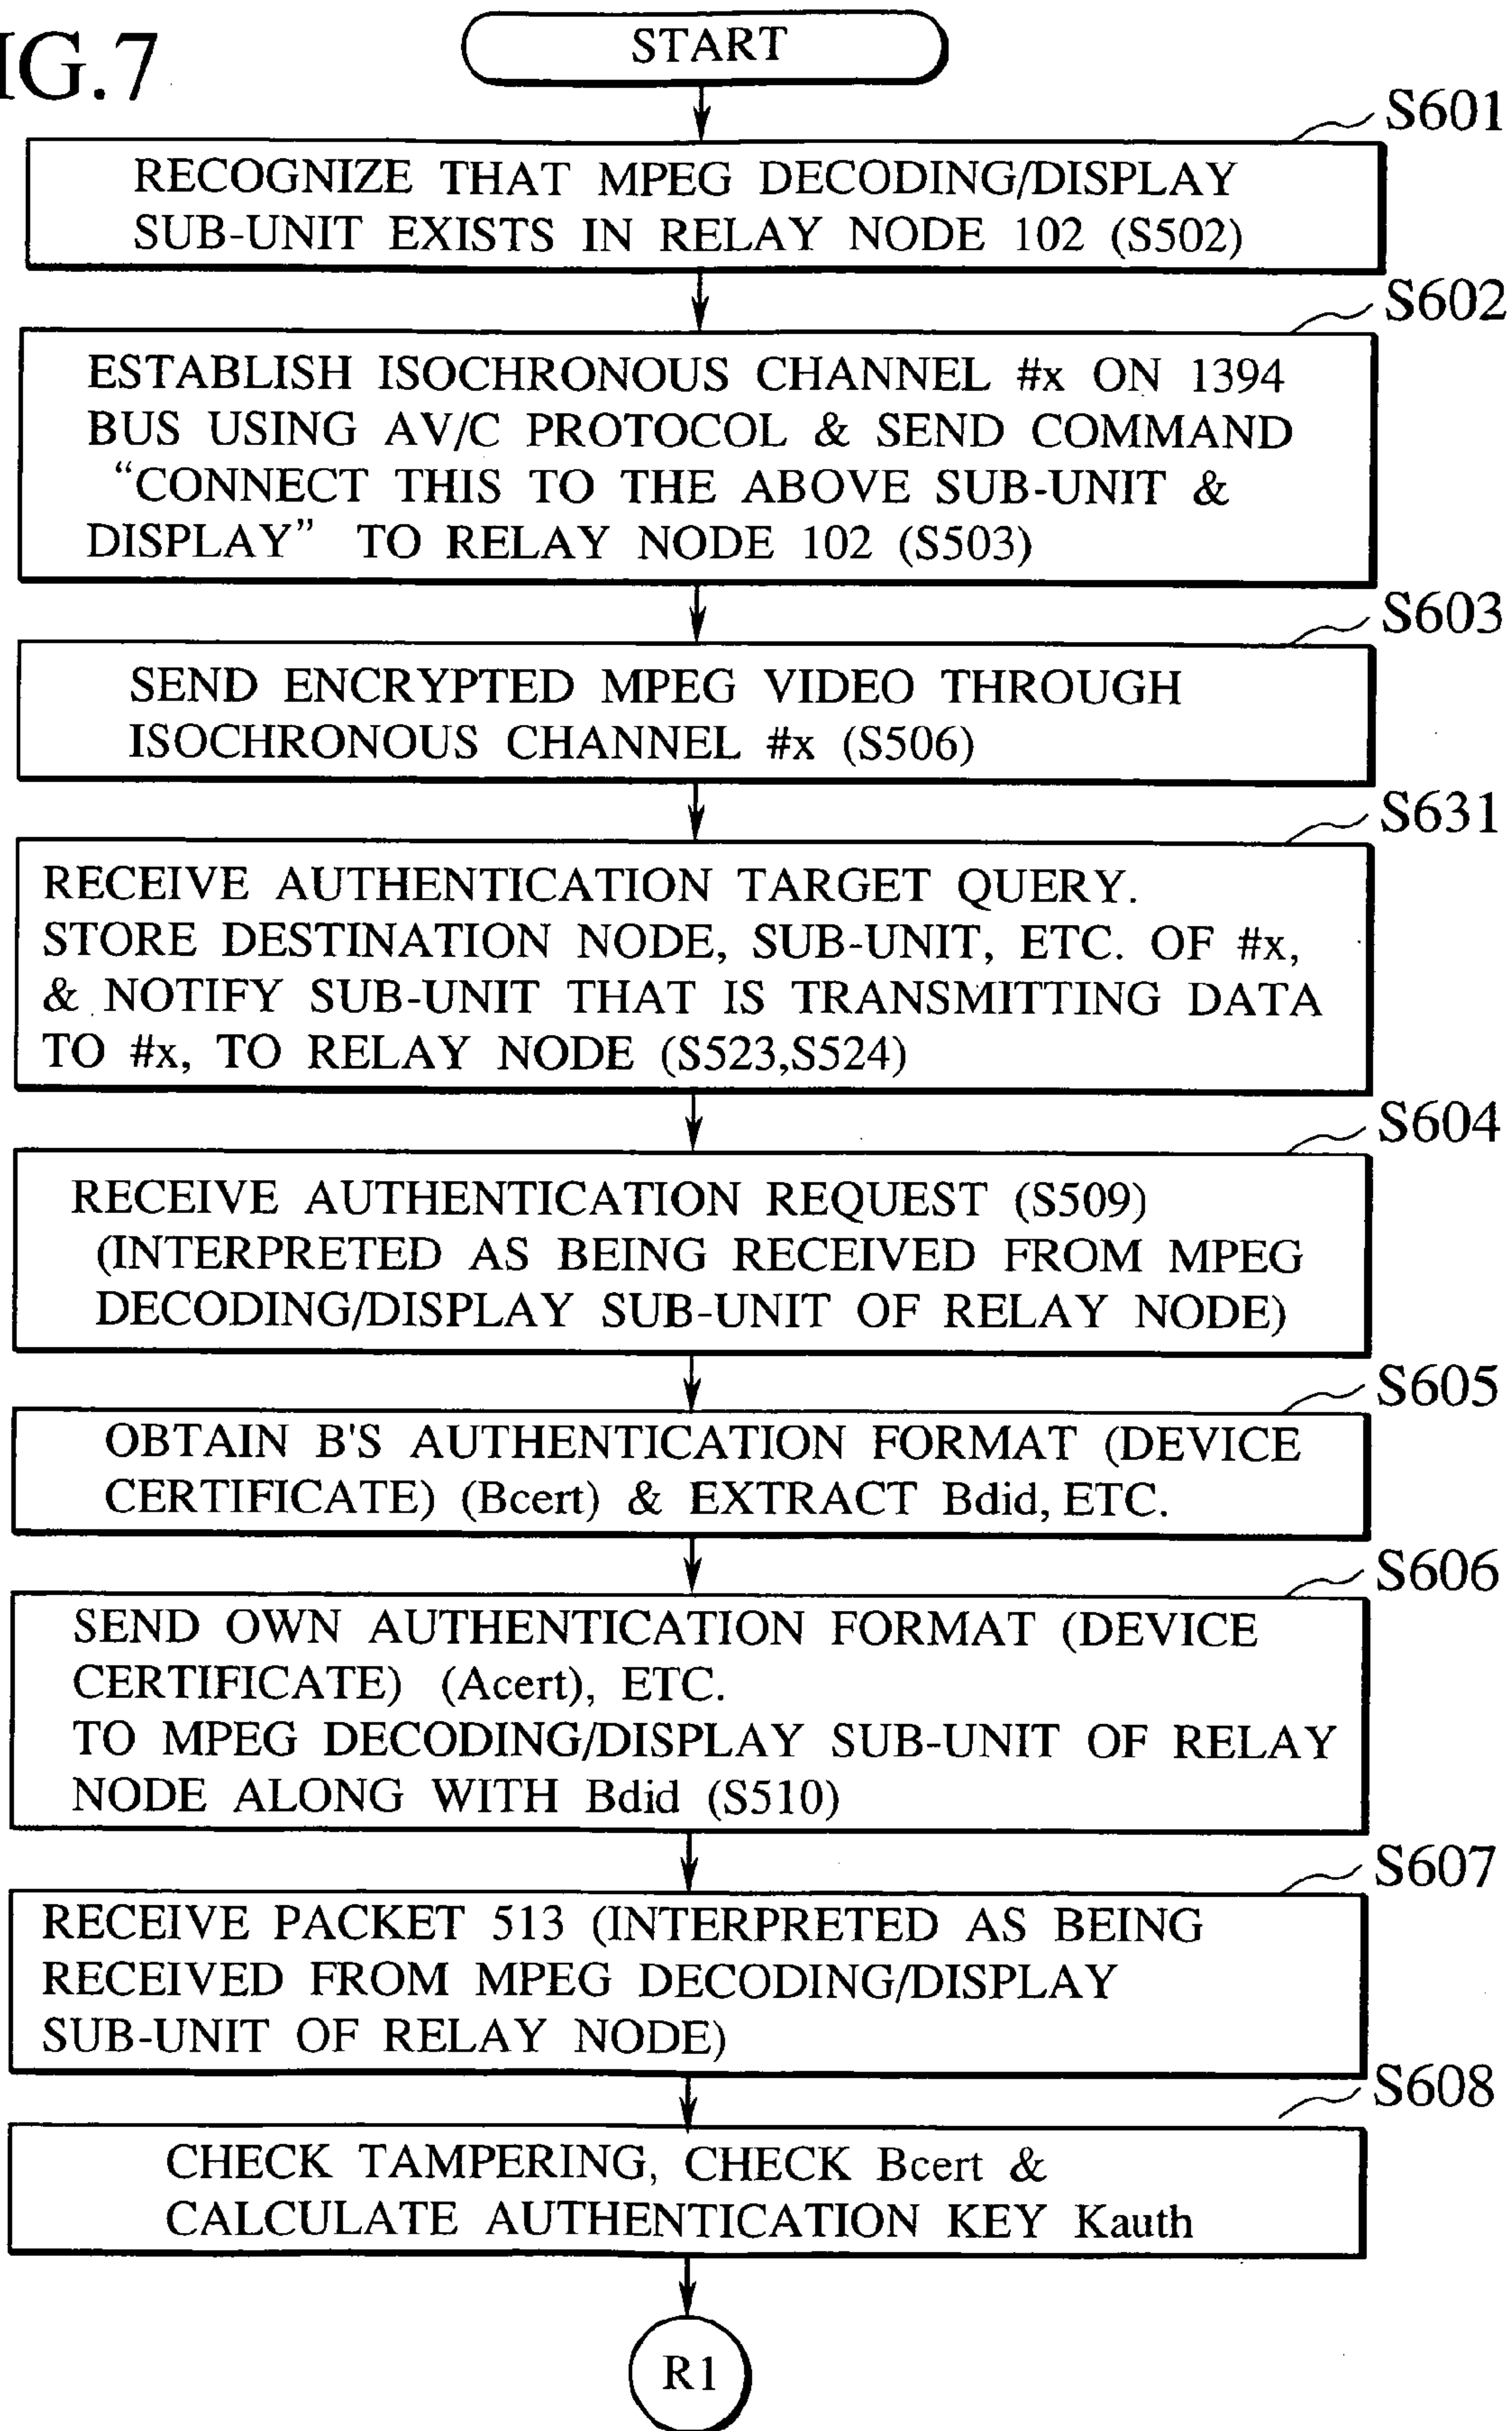 IG.7
START
S601
RECOGNIZE THAT MPEG DECODING/DISPLAY
SUB-UNIT EXISTS IN RELAY NODE 102 (S502)
S602
ESTABLISH ISOCHRONOUS CHANNEL #x ON 1394
BUS USING AV/C PROTOCOL & SEND COMMAND
“CONNECT THIS TO THE ABOVE SUB-UNIT &
DISPLAY” TO RELAY NODE 102 (S503)
S603
SEND ENCRYPTED MPEG VIDEO THROUGH
ISOCHRONOUS CHANNEL #x (S506)
S631
RECEIVE AUTHENTICATION TARGET QUERY.
STORE DESTINATION NODE, SUB-UNIT, ETC. OF #x,
& NOTIFY SUB-UNIT THAT IS TRANSMITTING DATA
TO #x, TO RELAY NODE (S523,S524)
S604
RECEIVE AUTHENTICATION REQUEST (S509)
(INTERPRETED AS BEING RECEIVED FROM MPEG
DECODING/DISPLAY SUB-UNIT OF RELAY NODE)
S605
OBTAIN B'S AUTHENTICATION FORMAT (DEVICE
CERTIFICATE) (Bcert) & EXTRACT Bdid, ETC.
S606
SEND OWN AUTHENTICATION FORMAT (DEVICE
CERTIFICATE) (Acert), ETC.
TO MPEG DECODING/DISPLAY SUB-UNIT OF RELAY
NODE ALONG WITH Bdid (S510)
S607
RECEIVE PACKET 513 (INTERPRETED AS BEING
RECEIVED FROM MPEG DECODING/DISPLAY
SUB-UNIT OF RELAY NODE)
S608
CHECK TAMPERING, CHECK Bcert &
CALCULATE AUTHENTICATION KEY Kauth
R1